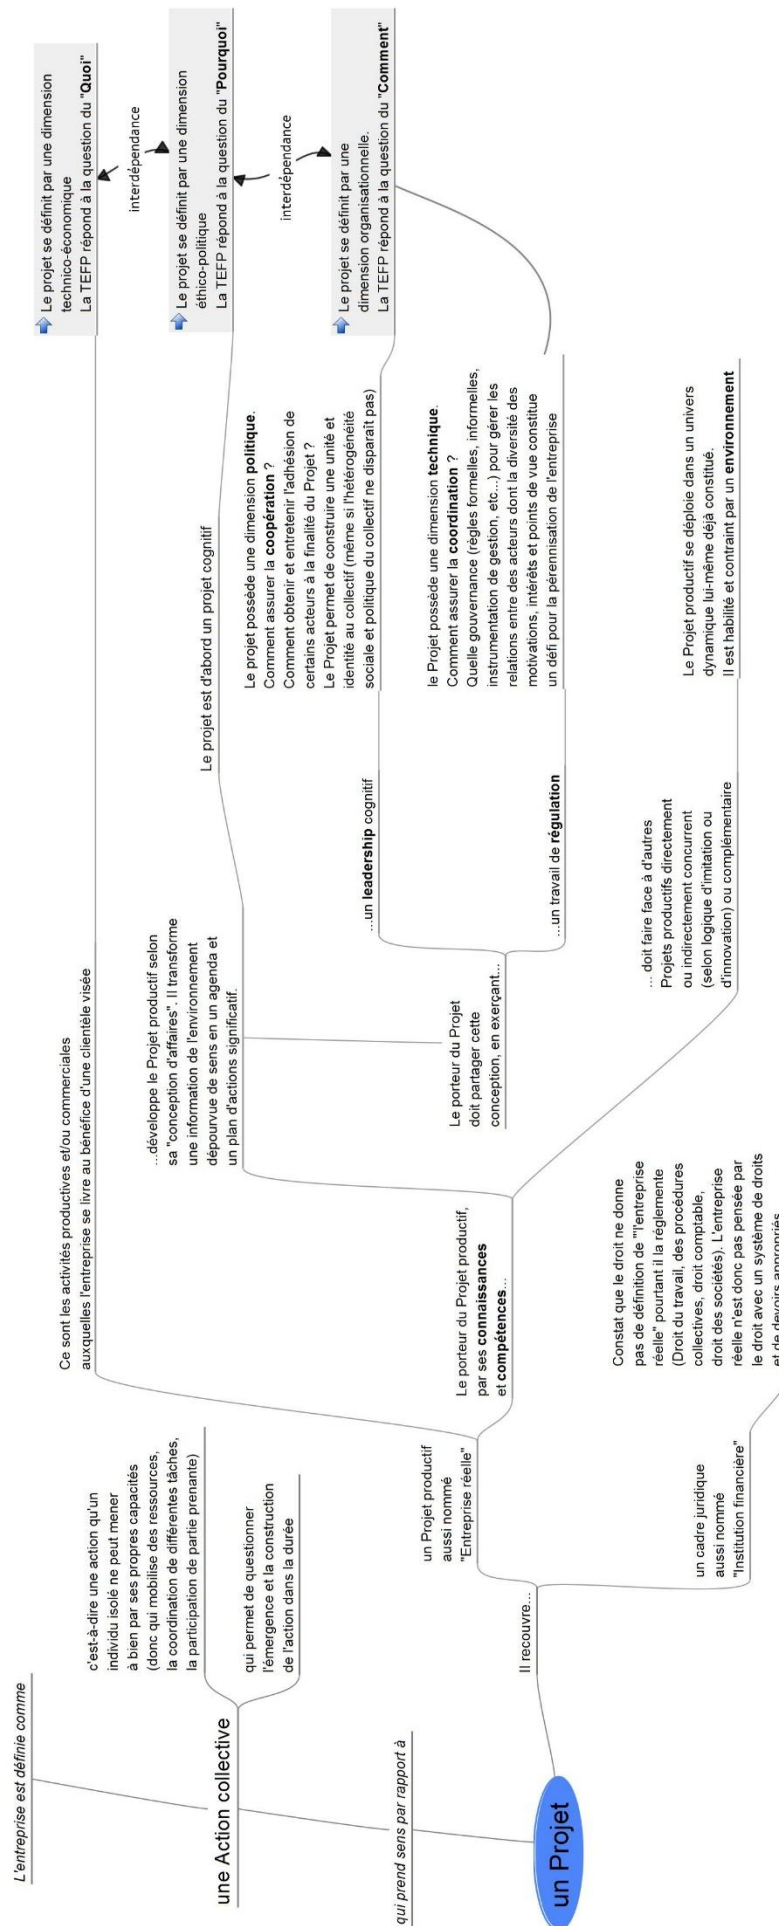 L'entreprise est définie comme
une Action collective
c'est-à-dire une action qu'un
individu isolé ne peut mener
à bien par ses propres capacités
(donc qui mobilise des ressources,
la coordination de différentes tâches,
la participation de partie prenante)
qui permet de questionner
l'émergence et la construction
de l'action dans la durée
qui prend sens par rapport à
un Projet
Il recouvre...
un Projet productif
aussi nommé
"Entreprise réelle"
Ce sont les activités productives et/ou commerciales
auxquelles l'entreprise se livre au bénéfice d'une clientèle visée
Le projet se définit par une dimension
technico-économique
La TEFP répond à la question du "Quoi"
interdépendance
Le porteur du Projet productif,
par ses connaissances
et compétences...
...développe le Projet productif selon
sa "conception d'affaires". Il transforme
une information de l'environnement
dépourvue de sens en un agenda et
un plan d'actions significatif.
Le projet est d'abord un projet cognitif
Le projet se définit par une dimension
éthico-politique
La TEFP répond à la question du "Pourquoi"
interdépendance
Le porteur du Projet
doit partager cette
conception, en exerçant...
...un leadership cognitif
Le projet possède une dimension politique.
Comment assurer la coopération ?
Comment obtenir et entretenir l'adhésion de
certains acteurs à la finalité du Projet ?
Le Projet permet de construire une unité et
identité au collectif (même si l'hétérogénéité
sociale et politique du collectif ne disparaît pas)
Le projet se définit par une
dimension organisationnelle.
La TEFP répond à la question du "Comment"
...un travail de régulation
le Projet possède une dimension technique.
Comment assurer la coordination ?
Quelle gouvernance (règles formelles, informelles,
instrumentation de gestion, etc...) pour gérer les
relations entre des acteurs dont la diversité des
motivations, intérêts et points de vue constitue
un défi pour la pérennisation de l'entreprise
... doit faire face à d'autres
Projets productifs directement
ou indirectement concurrent
(selon logique d'imitation ou
d'innovation) ou complémentaire
Le Projet productif se déploie dans un univers
dynamique lui-même déjà constitué.
Il est habilité et contraint par un environnement
un cadre juridique
aussi nommé
"Institution financière"
Constat que le droit ne donne
pas de définition de "'l'entreprise
réelle" pourtant il la réglemente
(Droit du travail, des procédures
collectives, droit comptable,
droit des sociétés). L'entreprise
réelle n'est donc pas pensée par
le droit avec un système de droits
et de devoirs appropriés